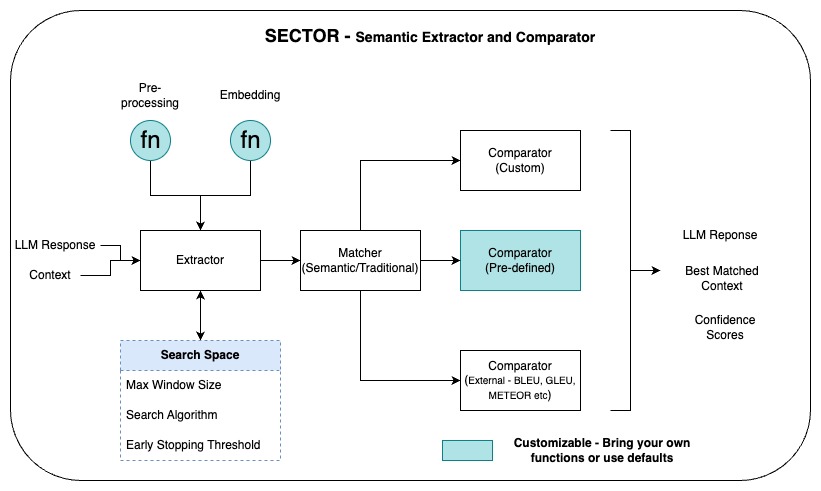 SECTOR - Semantic Extractor and Comparator
Pre-
processing
Embedding
fn
fn
LLM Response
Context
Extractor
Matcher
(Semantic/Traditional)
Comparator
(Custom)
Comparator
(Pre-defined)
Comparator
(External - BLEU, GLEU,
METEOR etc)
LLM Reponse
Best Matched
Context
Confidence
Scores
Search Space
Max Window Size
Search Algorithm
Early Stopping Threshold
Customizable - Bring your own
functions or use defaults